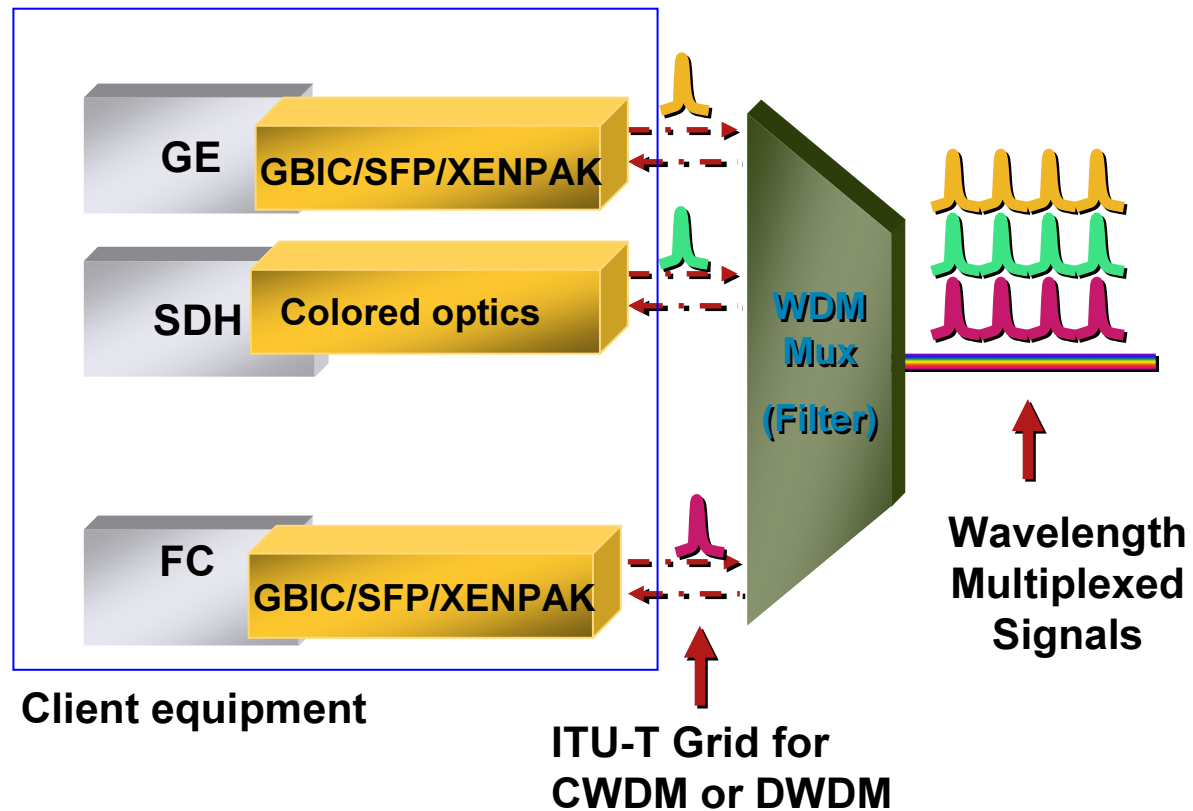 GE
GBIC/SFP/XENPAK
SDH
Colored optics
FC
GBIC/SFP/XENPAK
Client equipment
WDM
Mux
(Filter)
ITU-T Grid for
CWDM or DWDM
Wavelength
Multiplexed
Signals